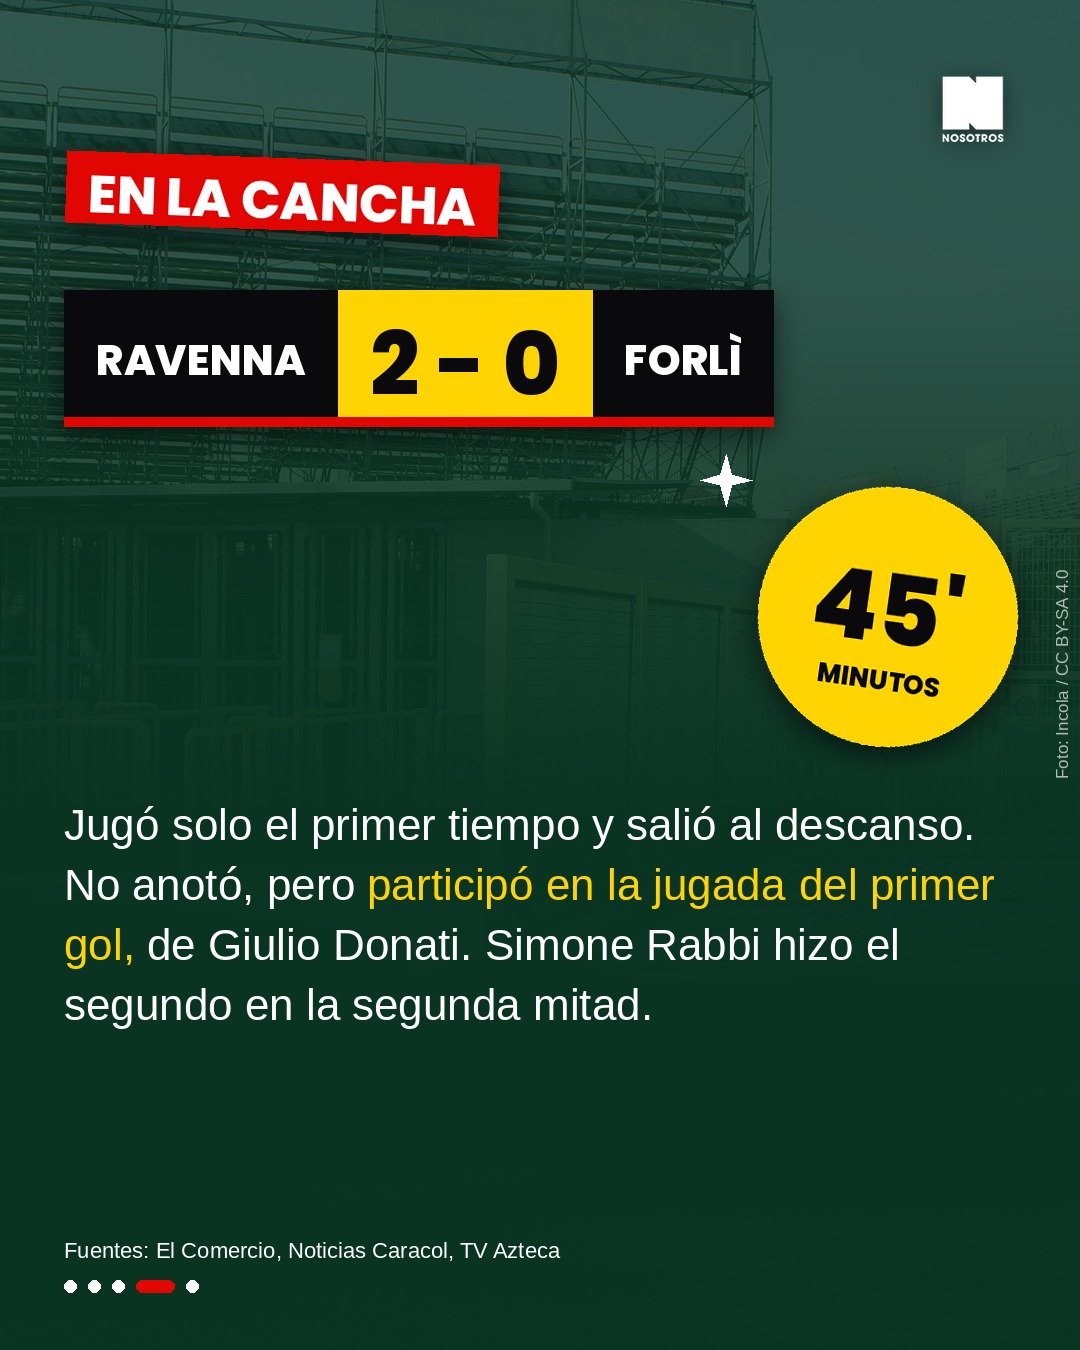 NOSOTROS
EN LA CANCHA
RAVENNA 2 - 0 FORLÌ
45'
MINUTOS
Foto: Incola / CC BY-SA 4.0
Jugó solo el primer tiempo y salió al descanso.
No anotó, pero participó en la jugada del primer
gol, de Giulio Donati. Simone Rabbi hizo el
segundo en la segunda mitad.
Fuentes: El Comercio, Noticias Caracol, TV Azteca